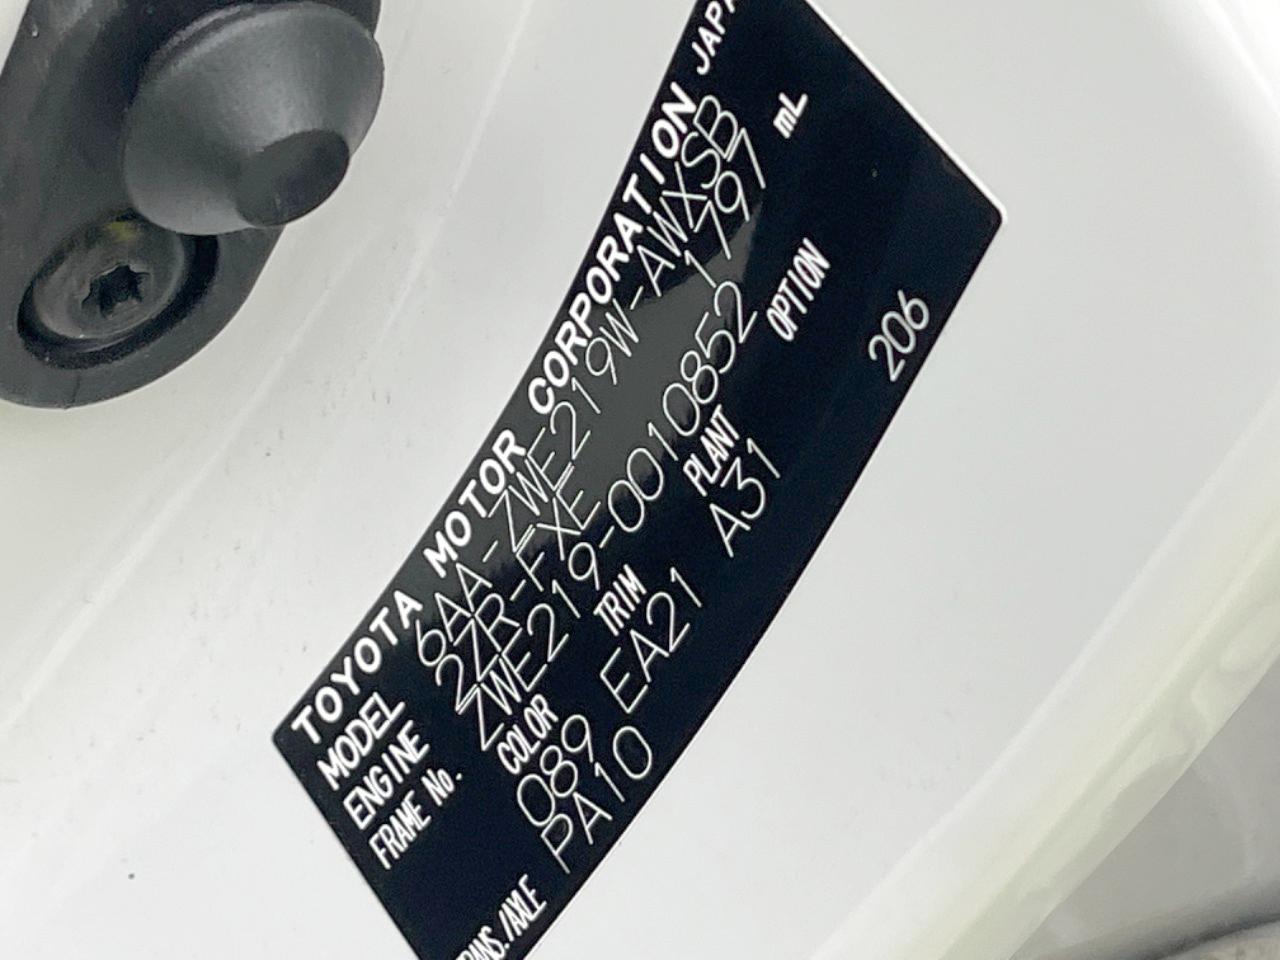 TOYOTA MOTOR CORPORATION
MODEL 6AA-ZWE219W-AWXSB
ENGINE 2ZR-FXE 1797 mL
FRAME No. ZWE219-0010852
COLOR TRIM PLANT OPTION
089 EA21 A31 206
PA10